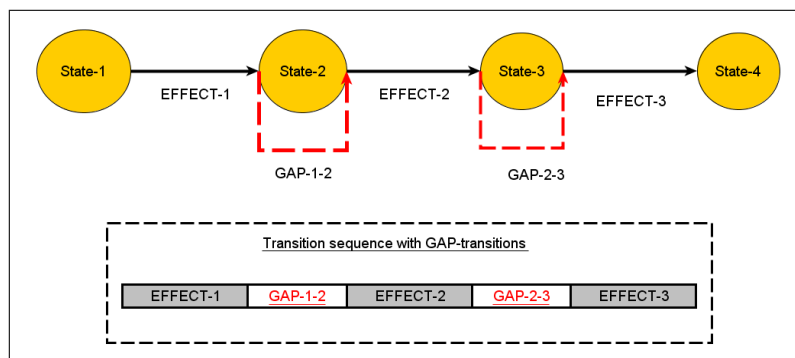 State-1
State-2
State-3
State-4
EFFECT-1
EFFECT-2
EFFECT-3
GAP-1-2
GAP-2-3
Transition sequence with GAP-transitions
EFFECT-1 GAP-1-2 EFFECT-2 GAP-2-3 EFFECT-3